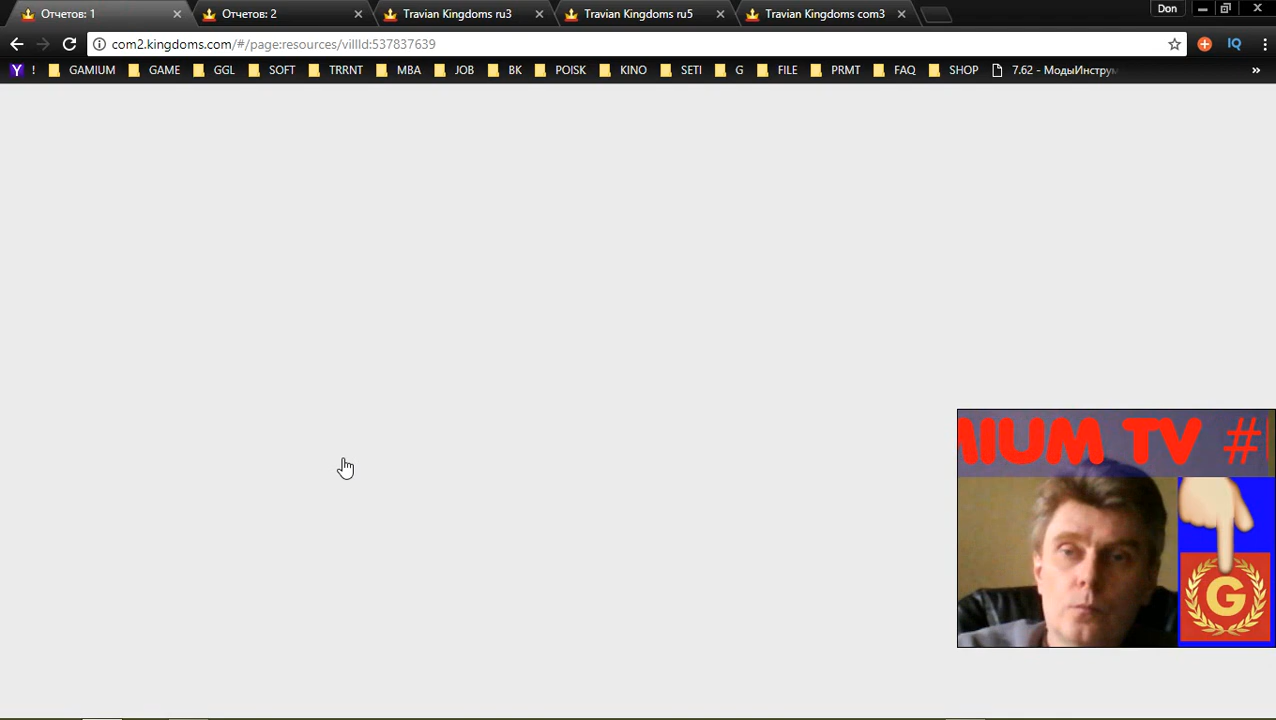 Отчетов: 1
Отчетов: 2
Travian Kingdoms ru3
Travian Kingdoms ru5
Travian Kingdoms com3
Don
com2.kingdoms.com/#/page:resources/villId:537837639
IQ
Y
!
GAMIUM
GAME
GGL
SOFT
TRRNT
MBA
JOB
BK
POISK
KINO
SETI
G
FILE
PRMT
FAQ
SHOP
7.62 - МодыИнструм
»
MIUM TV #
G